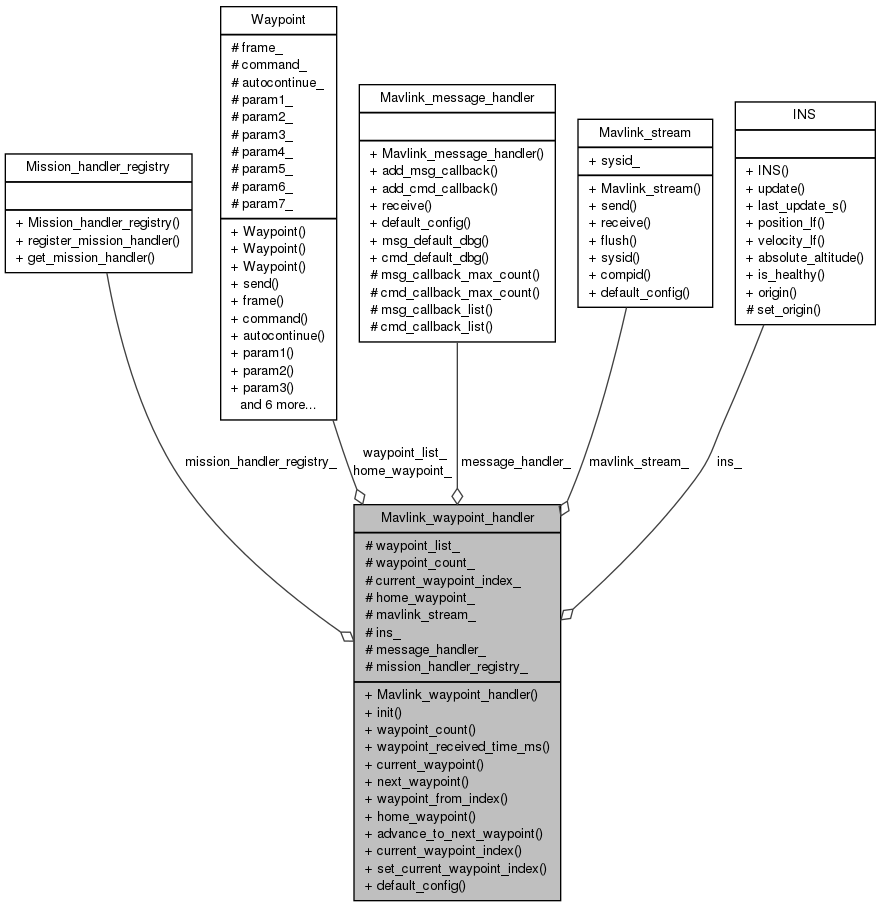 Waypoint
# frame_
# command_
# autocontinue_
# param1_
# param2_
# param3_
# param4_
# param5_
# param6_
# param7_
+ Waypoint()
+ Waypoint()
+ Waypoint()
+ send()
+ frame()
+ command()
+ autocontinue()
+ param1()
+ param2()
+ param3()
and 6 more...
Mavlink_message_handler
+ Mavlink_message_handler()
+ add_msg_callback()
+ add_cmd_callback()
+ receive()
+ default_config()
+ msg_default_dbg()
+ cmd_default_dbg()
# msg_callback_max_count()
# cmd_callback_max_count()
# msg_callback_list()
# cmd_callback_list()
Mavlink_stream
+ sysid_
+ Mavlink_stream()
+ send()
+ receive()
+ flush()
+ sysid()
+ compid()
+ default_config()
INS
+ INS()
+ update()
+ last_update_s()
+ position_lf()
+ velocity_lf()
+ absolute_altitude()
+ is_healthy()
+ origin()
# set_origin()
Mission_handler_registry
+ Mission_handler_registry()
+ register_mission_handler()
+ get_mission_handler()
mission_handler_registry_
waypoint_list_
home_waypoint_
message_handler_
mavlink_stream_
ins_
Mavlink_waypoint_handler
# waypoint_list_
# waypoint_count_
# current_waypoint_index_
# home_waypoint_
# mavlink_stream_
# ins_
# message_handler_
# mission_handler_registry_
+ Mavlink_waypoint_handler()
+ init()
+ waypoint_count()
+ waypoint_received_time_ms()
+ current_waypoint()
+ next_waypoint()
+ waypoint_from_index()
+ home_waypoint()
+ advance_to_next_waypoint()
+ current_waypoint_index()
+ set_current_waypoint_index()
+ default_config()